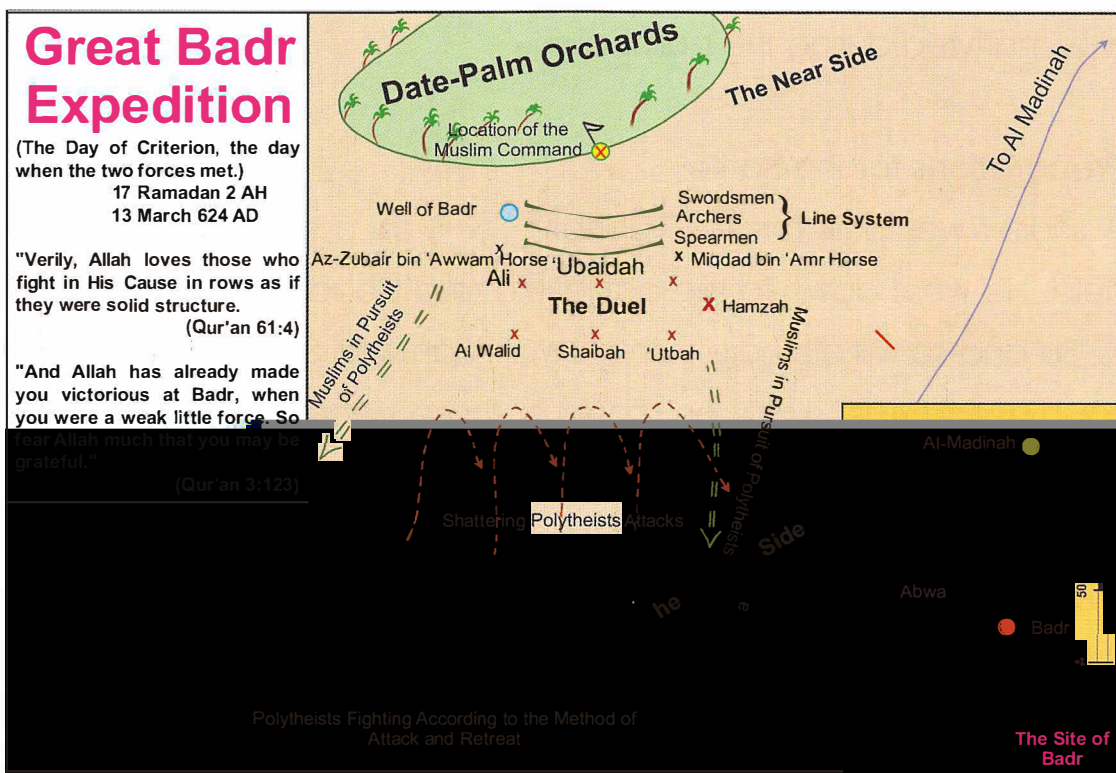 Great Badr
Expedition
(The Day of Criterion, the day
when the two forces met.)
17 Ramadan 2 AH
13 March 624 AD
"Verily, Allah loves those who
fight in His Cause in rows as if
they were solid structure.
(Qur'an 61:4)
"And Allah has already made
you victorious at Badr, when
you were a weak little force. So
fear Allah much that you may be
grateful."
(Qur'an 3:123)
Date-Palm Orchards
The Near Side
To Al Madinah
Location of the
Muslim Command
Well of Badr
Swordsmen
Archers
Spearmen
Line System
Az-Zubair bin 'Awwam Horse
'Ubaidah
Miqdad bin 'Amr Horse
Ali
The Duel
Hamzah
Al Walid
Shaibah
'Utbah
Muslims in Pursuit
of Polytheists
Muslims in Pursuit of Polytheists
Al-Madinah
Shattering Polytheists Attacks
Side
he
e
Abwa
50
Badr
Polytheists Fighting According to the Method of
Attack and Retreat
The Site of
Badr